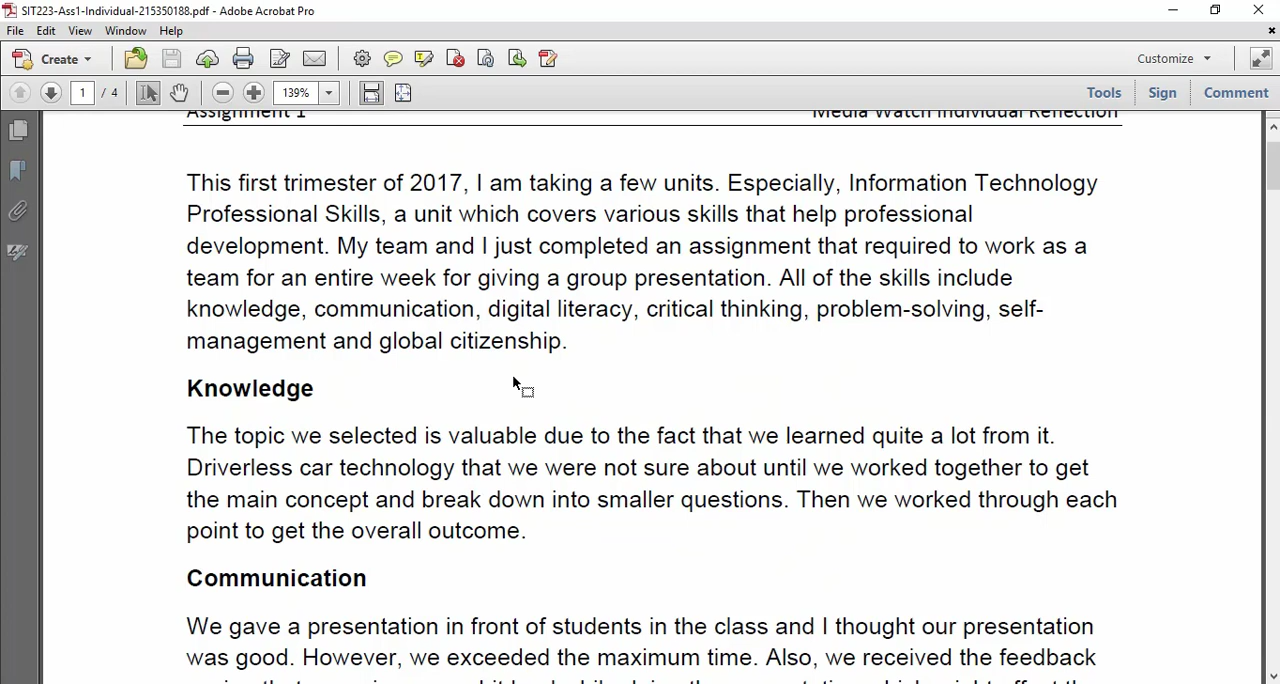 SIT223-Ass1-Individual-215350188.pdf - Adobe Acrobat Pro
File Edit View Window Help
Create Customize
1 / 4 139% Tools Sign Comment
Assignment 1 Media Watch Individual Reflection
This first trimester of 2017, I am taking a few units. Especially, Information Technology
Professional Skills, a unit which covers various skills that help professional
development. My team and I just completed an assignment that required to work as a
team for an entire week for giving a group presentation. All of the skills include
knowledge, communication, digital literacy, critical thinking, problem-solving, self-
management and global citizenship.
Knowledge
The topic we selected is valuable due to the fact that we learned quite a lot from it.
Driverless car technology that we were not sure about until we worked together to get
the main concept and break down into smaller questions. Then we worked through each
point to get the overall outcome.
Communication
We gave a presentation in front of students in the class and I thought our presentation
was good. However, we exceeded the maximum time. Also, we received the feedback